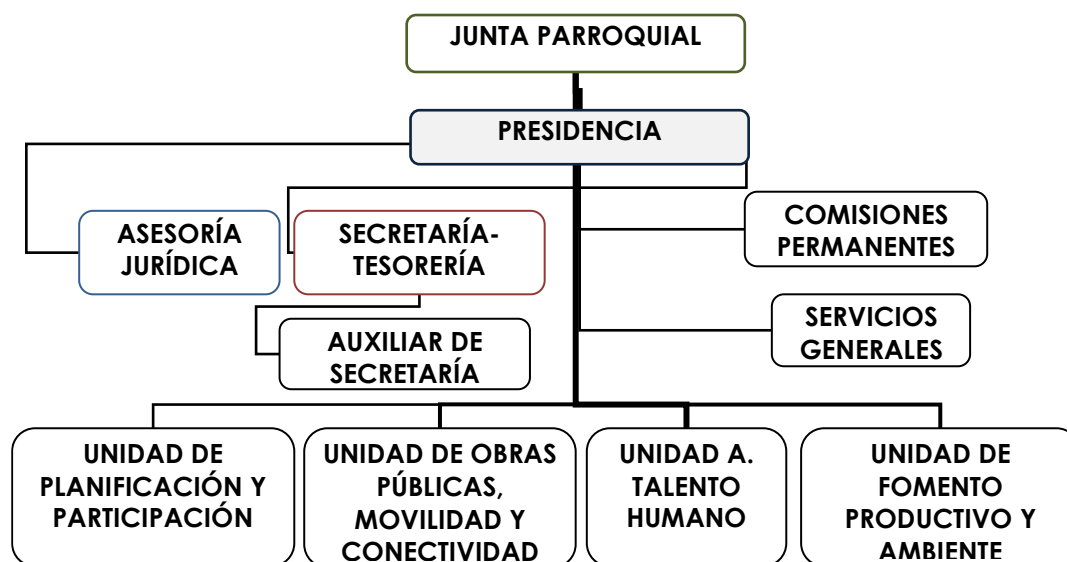 JUNTA PARROQUIAL
PRESIDENCIA
ASESORÍA
JURÍDICA
SECRETARÍA-
TESORERÍA
COMISIONES
PERMANENTES
AUXILIAR DE
SECRETARÍA
SERVICIOS
GENERALES
UNIDAD DE
PLANIFICACIÓN Y
PARTICIPACIÓN
UNIDAD DE OBRAS
PÚBLICAS,
MOVILIDAD Y
CONECTIVIDAD
UNIDAD A.
TALENTO
HUMANO
UNIDAD DE
FOMENTO
PRODUCTIVO Y
AMBIENTE